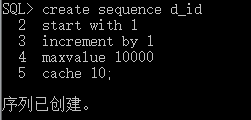 SQL> create sequence d_id
2 start with 1
3 increment by 1
4 maxvalue 10000
5 cache 10;
序列已创建。